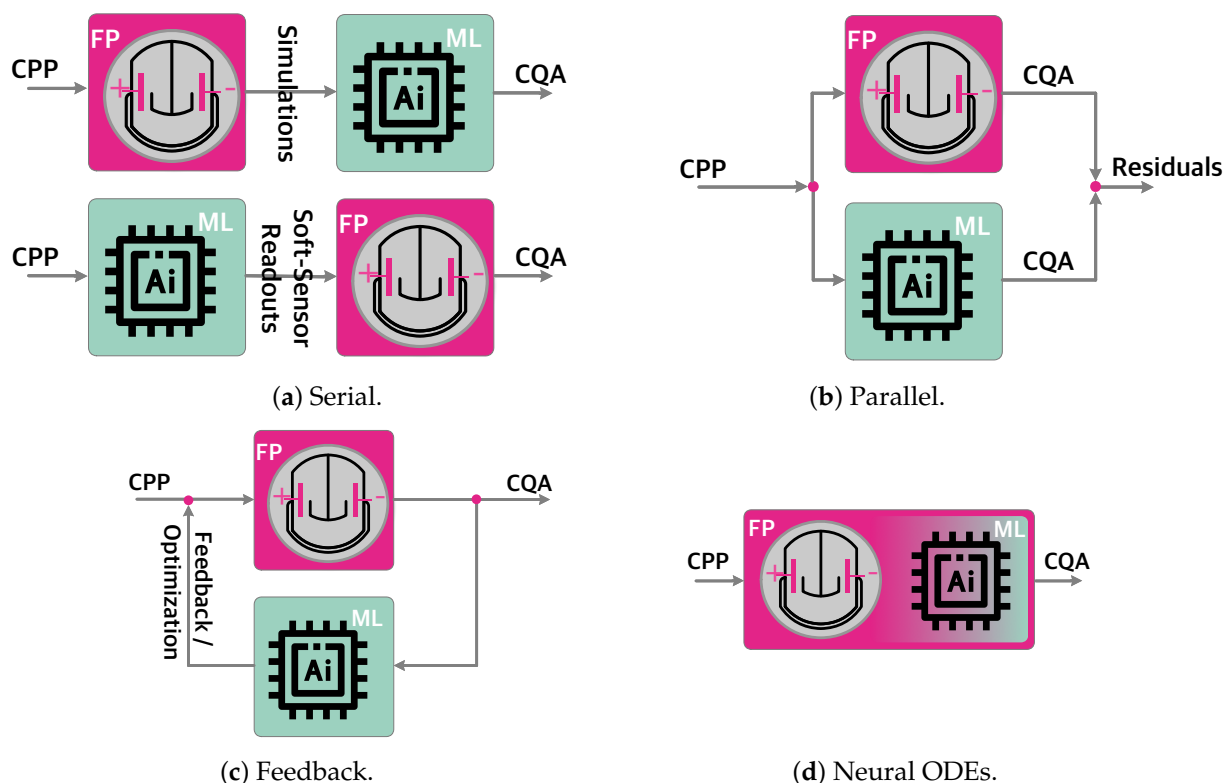 CPP
FP
+
-
Simulations
ML
Ai
CQA
CPP
ML
Ai
Soft-Sensor
Readouts
FP
+
-
CQA
(a) Serial.
CPP
FP
+
-
CQA
ML
Ai
CQA
Residuals
(b) Parallel.
CPP
FP
+
-
CQA
Feedback /
Optimization
ML
Ai
(c) Feedback.
CPP
FP
+
-
ML
Ai
CQA
(d) Neural ODEs.